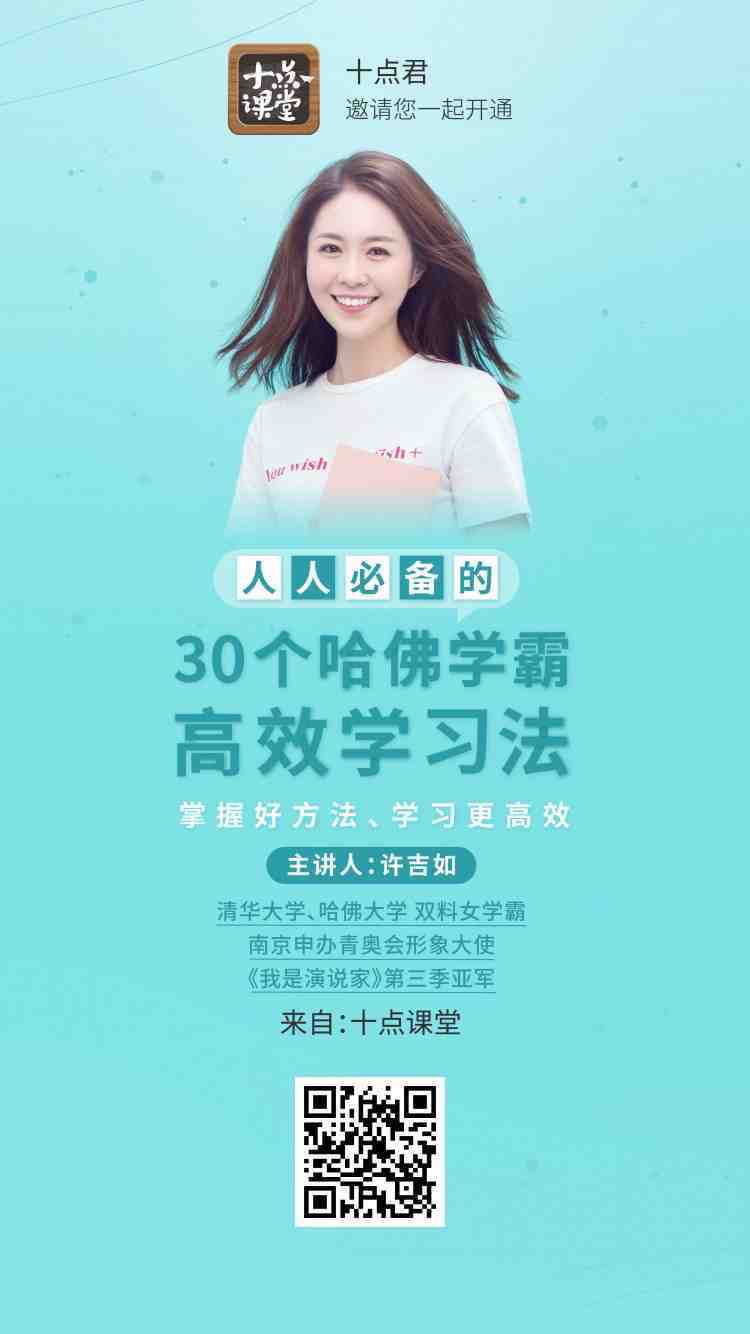 十点
课堂
十点君
邀请您一起开通
You wish
wish+
人人必备的
30个哈佛学霸
高效学习法
掌握好方法、学习更高效
主讲人:许吉如
清华大学、哈佛大学 双料女学霸
南京申办青奥会形象大使
《我是演说家》第三季亚军
来自:十点课堂